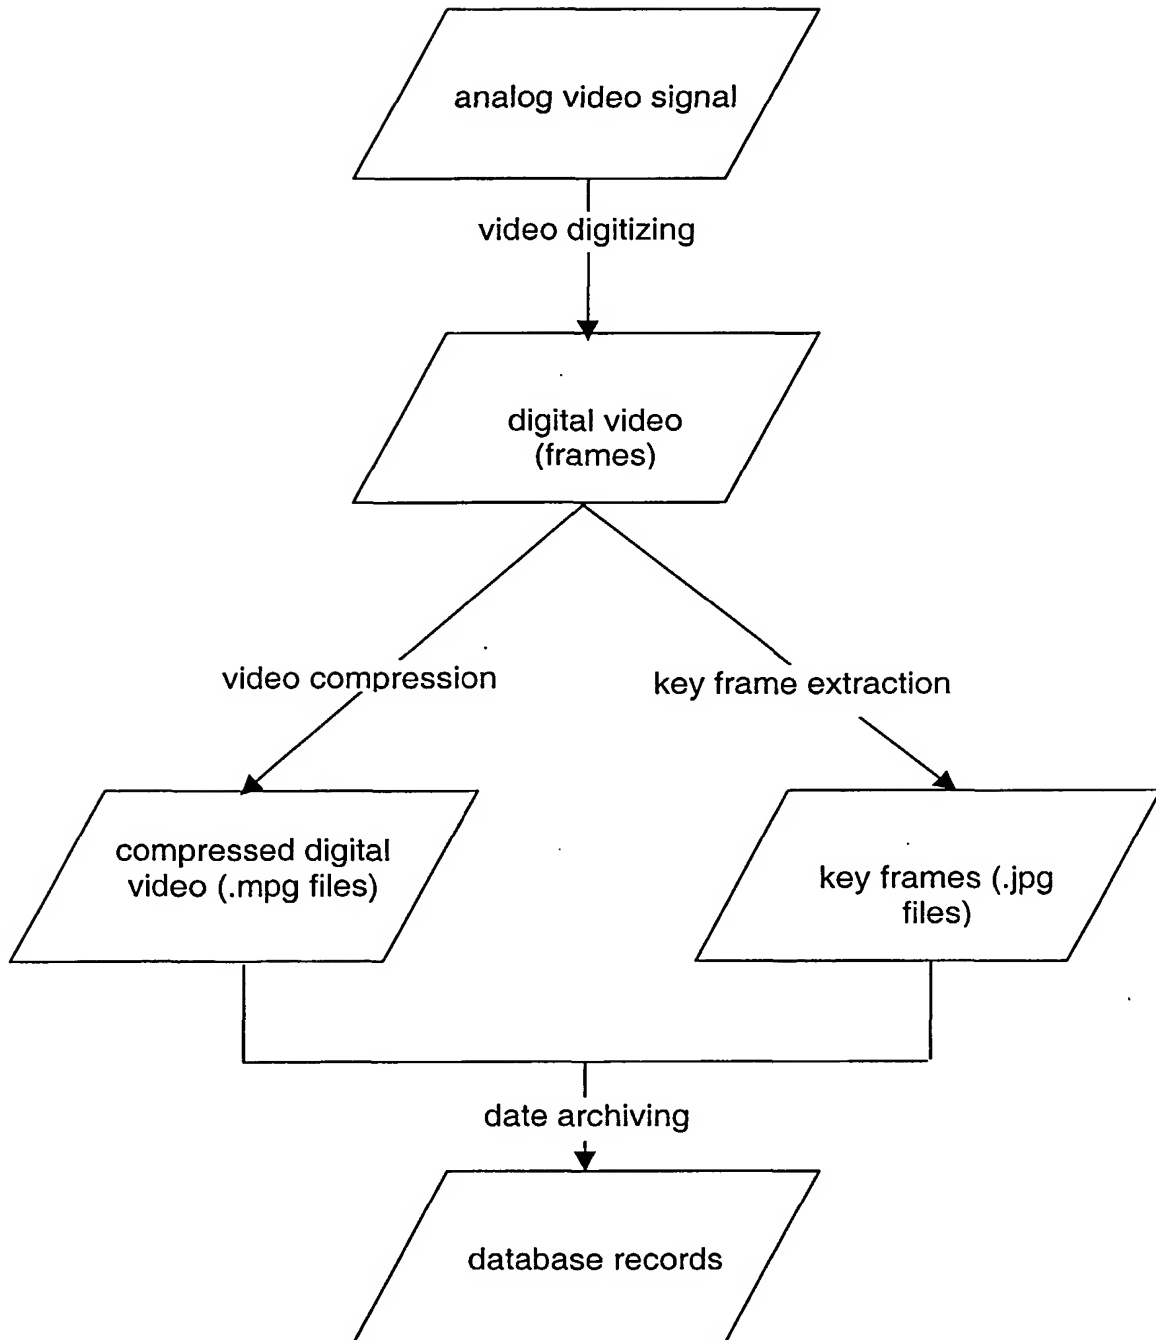 analog video signal
video digitizing
digital video
(frames)
video compression
key frame extraction
compressed digital
video (.mpg files)
key frames (.jpg
files)
date archiving
database records